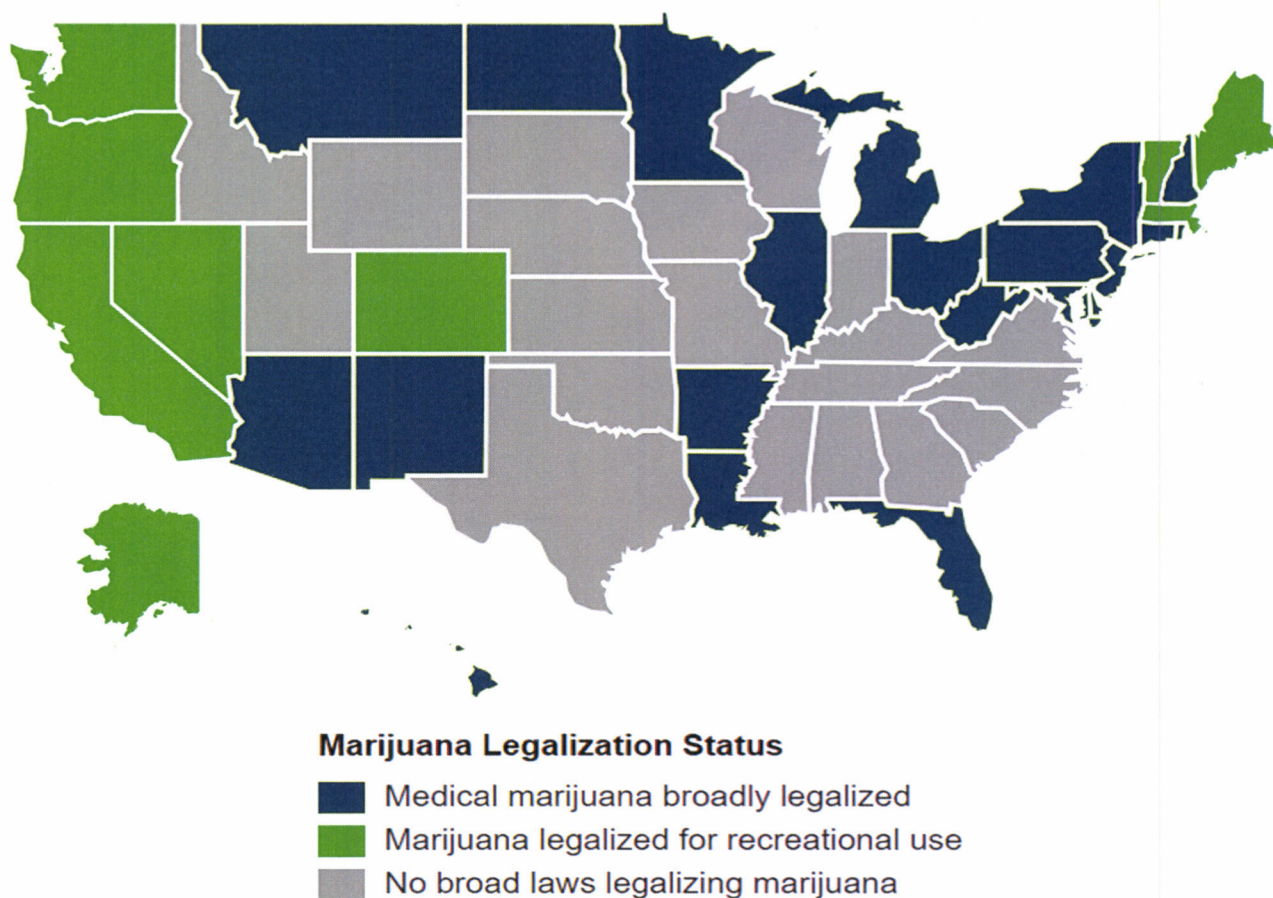 Marijuana Legalization Status
Medical marijuana broadly legalized
Marijuana legalized for recreational use
No broad laws legalizing marijuana